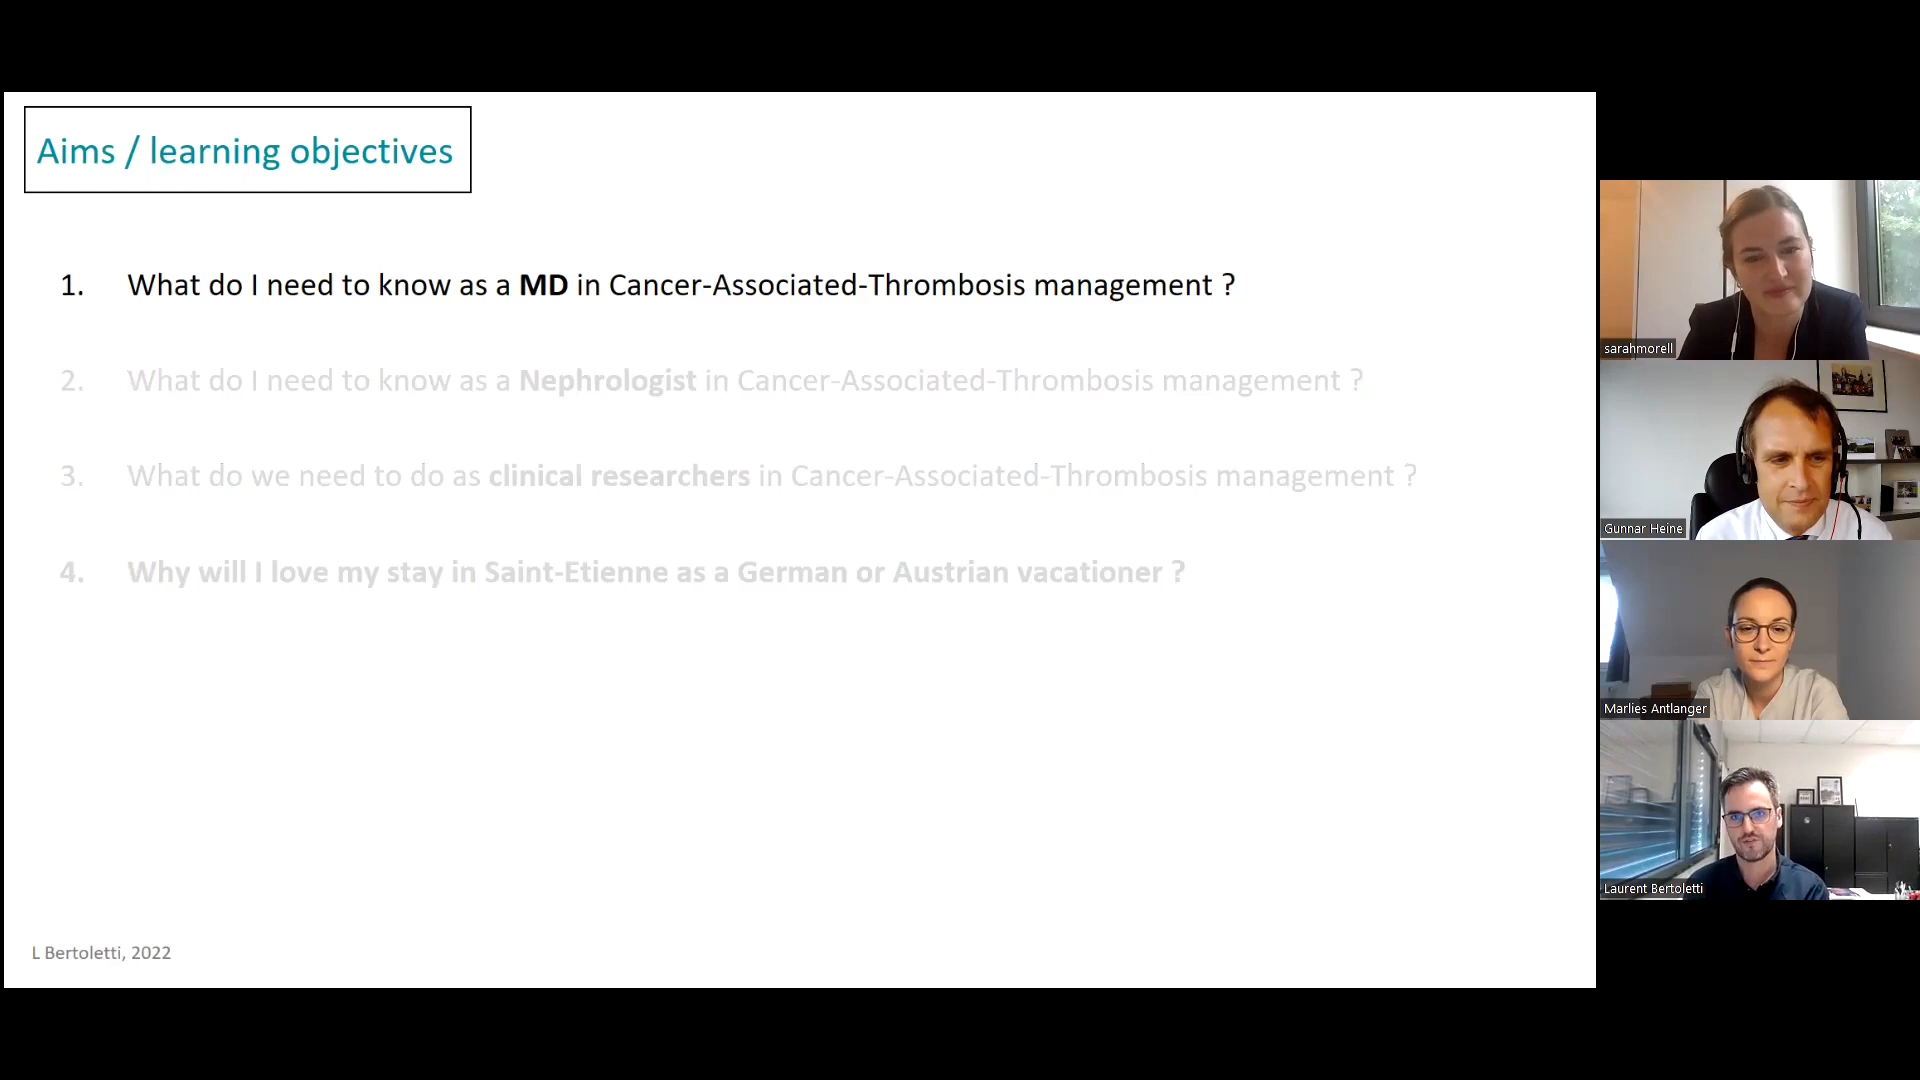 Aims / learning objectives
1. What do I need to know as a MD in Cancer-Associated-Thrombosis management ?
2. What do I need to know as a Nephrologist in Cancer-Associated-Thrombosis management ?
3. What do we need to do as clinical researchers in Cancer-Associated-Thrombosis management ?
4. Why will I love my stay in Saint-Etienne as a German or Austrian vacationer ?
L Bertoletti, 2022
sarahmorell
Gunnar Heine
Marlies Antlanger
Laurent Bertoletti